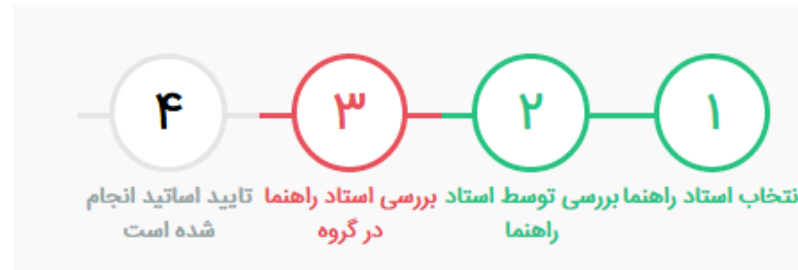 ۱
۲
۳
۴
نتخاب استاد راهنما
بررسی توسط استاد
راهنما
بررسی استاد راهنما
در گروه
تایید اساتید انجام
شده است